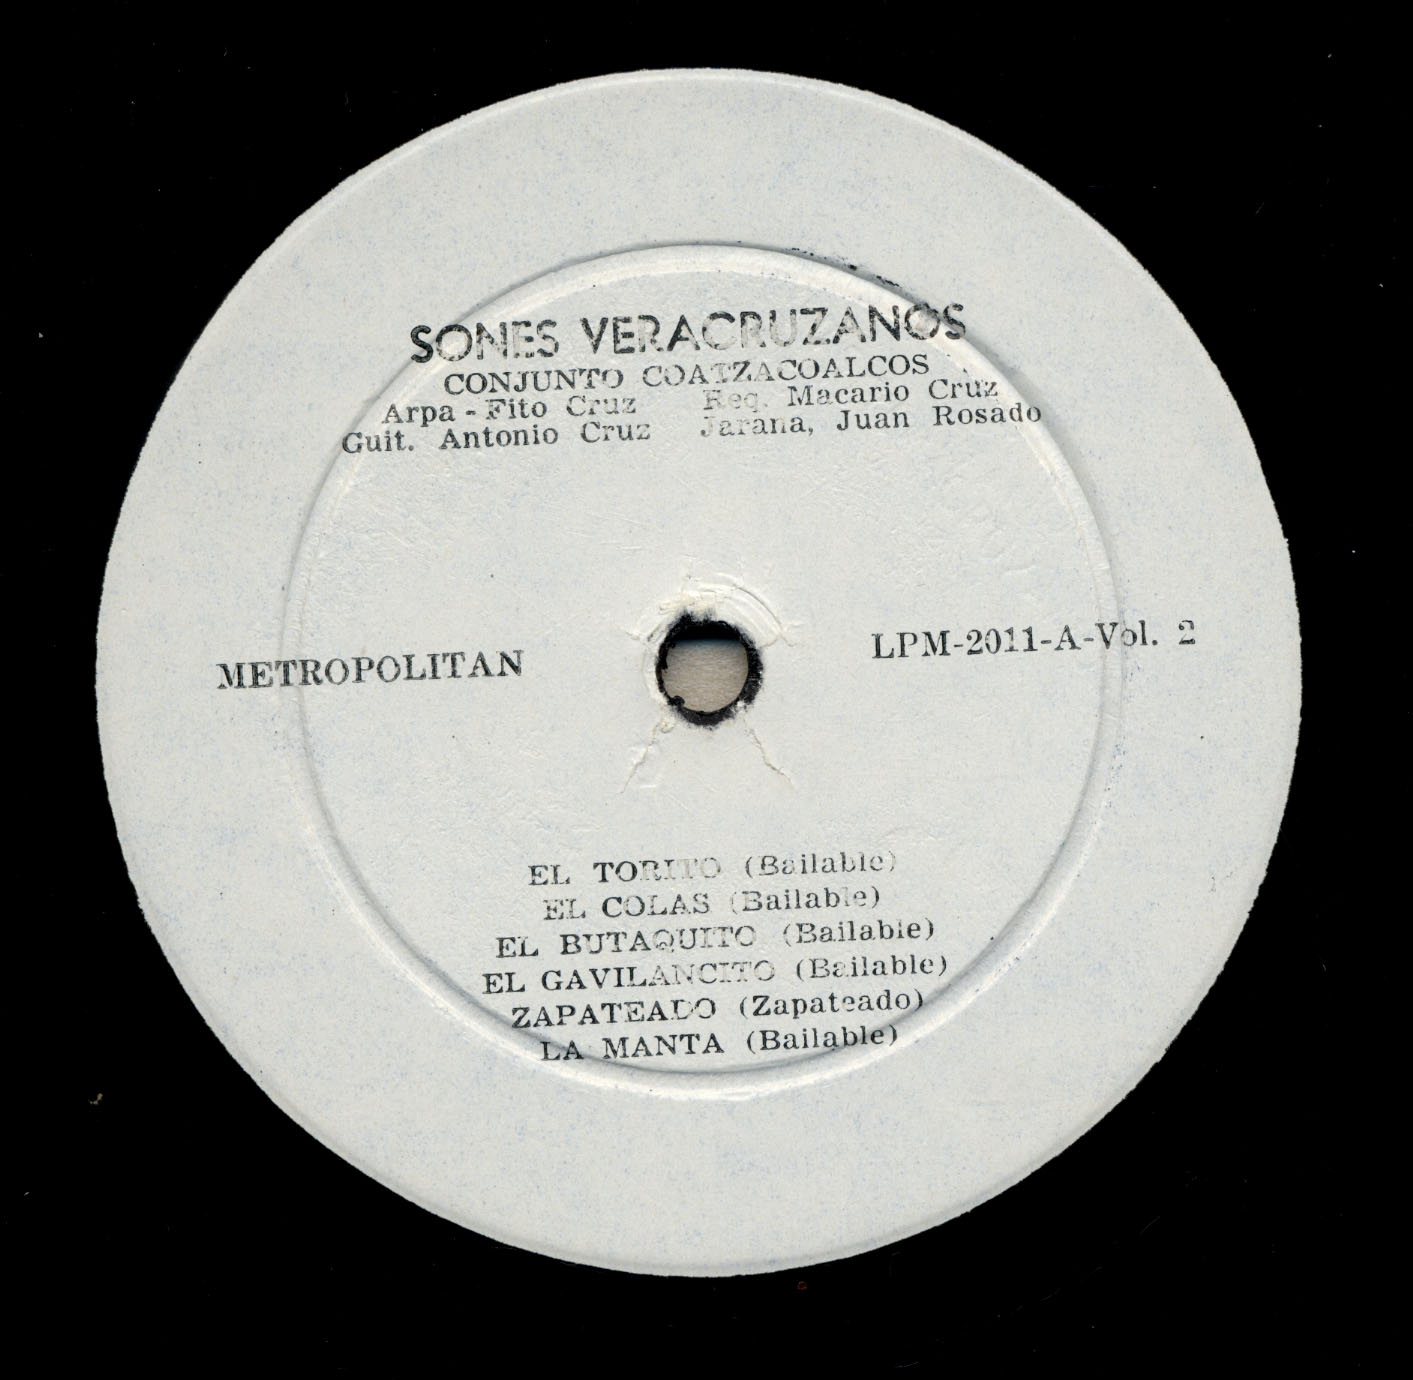 SONES VERACRUZANOS
CONJUNTO COATZACOALCOS
Arpa - Fito Cruz Req. Macario Cruz
Guit. Antonio Cruz Jarana, Juan Rosado
METROPOLITAN LPM-2011-A-Vol. 2
EL TORITO (Bailable)
EL COLAS (Bailable)
EL BUTAQUITO (Bailable)
EL GAVILANCITO (Bailable)
ZAPATEADO (Zapateado)
LA MANTA (Bailable)